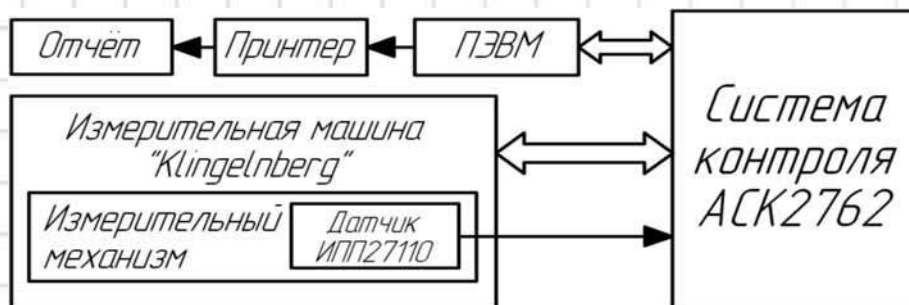 Отчёт
Принтер
ПЭВМ
Система
контроля
АСК2762
Измерительная машина
"Klingelnberg"
Измерительный
механизм
Датчик
ИПП27110